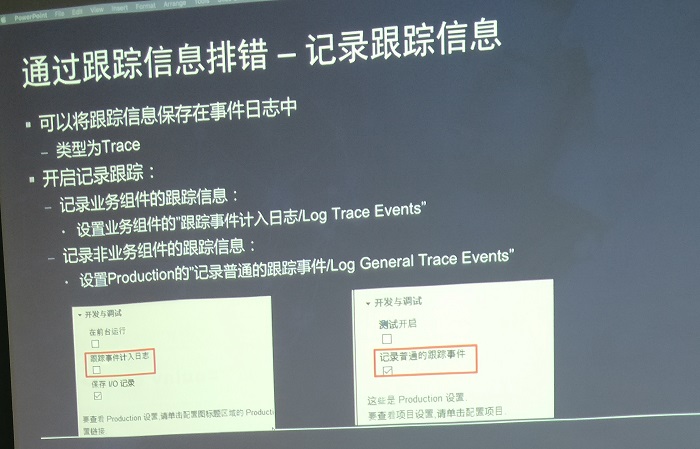 PowerPoint File Edit View Insert Format Arrange Tools
通过跟踪信息排错 – 记录跟踪信息
▪ 可以将跟踪信息保存在事件日志中
– 类型为Trace
▪ 开启记录跟踪：
– 记录业务组件的跟踪信息：
· 设置业务组件的"跟踪事件计入日志/Log Trace Events"
– 记录非业务组件的跟踪信息：
· 设置Production的"记录普通的跟踪事件/Log General Trace Events"
▾ 开发与调试
在前台运行
跟踪事件计入日志
保存 I/O 记录
要查看 Production 设置,请单击配置图标题区域的 Producti
置链接.
▾ 开发与调试
测试开启
记录普通的跟踪事件
这些是 Production 设置.
要查看项目设置,请单击配置项目.